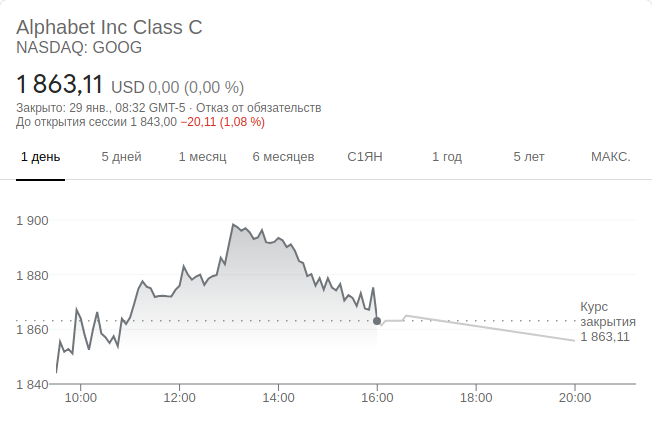 Alphabet Inc Class C
NASDAQ: GOOG
1 863,11 USD 0,00 (0,00 %)
Закрыто: 29 янв., 08:32 GMT-5 · Отказ от обязательств
До открытия сессии 1 843,00 −20,11 (1,08 %)
1 день 5 дней 1 месяц 6 месяцев С1ЯН 1 год 5 лет МАКС.
1 900
1 880
1 860
1 840
Курс
закрытия
1 863,11
10:00 12:00 14:00 16:00 18:00 20:00